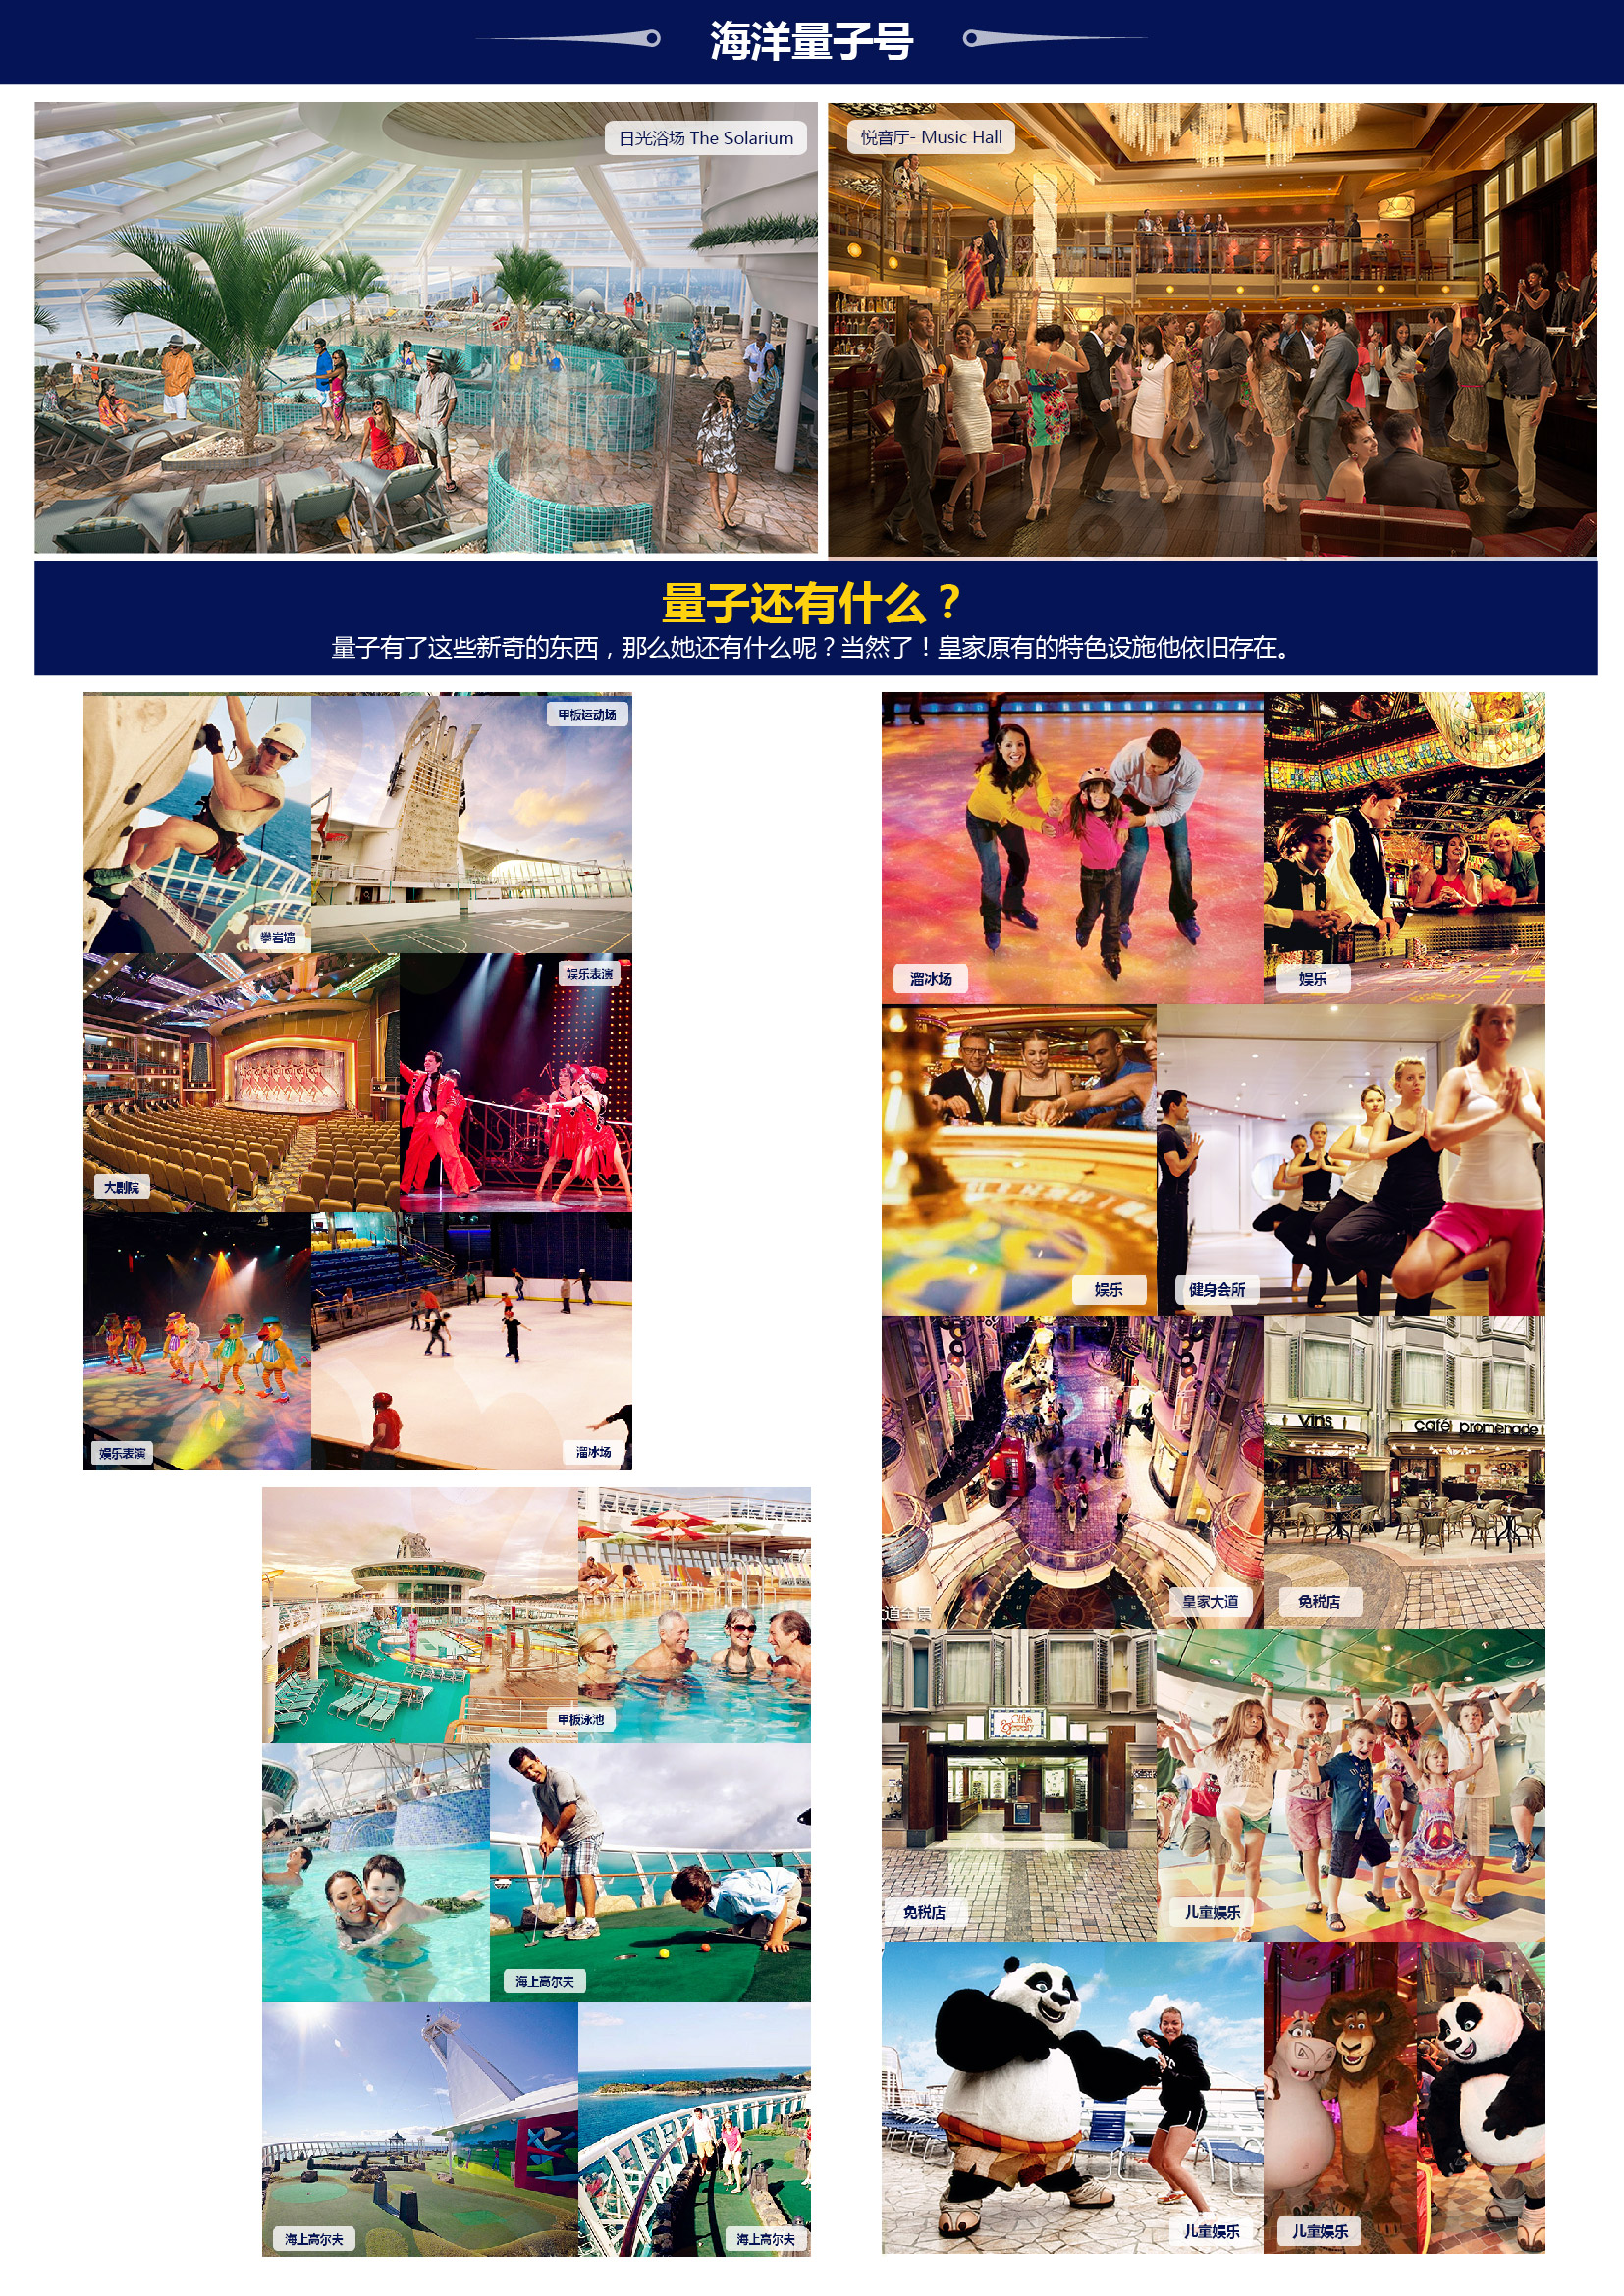 海洋量子号
日光浴场 The Solarium
悦音厅- Music Hall
量子还有什么？
量子有了这些新奇的东西，那么她还有什么呢？当然了！皇家原有的特色设施他依旧存在。
甲板运动场
攀岩墙
娱乐表演
大剧院
娱乐表演
溜冰场
甲板泳池
海上高尔夫
海上高尔夫
海上高尔夫
溜冰场
娱乐
娱乐
健身会所
vins
café promenade
道全景
皇家大道
免税店
免税店
儿童娱乐
儿童娱乐
儿童娱乐